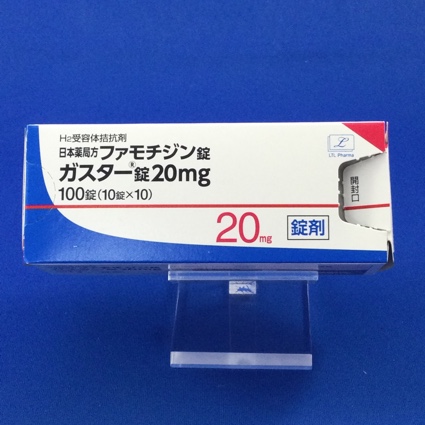 H2受容体拮抗剤
日本薬局方 ファモチジン錠
ガスター®錠20mg
100錠(10錠×10)
20mg
錠剤
LTL Pharma
開封口